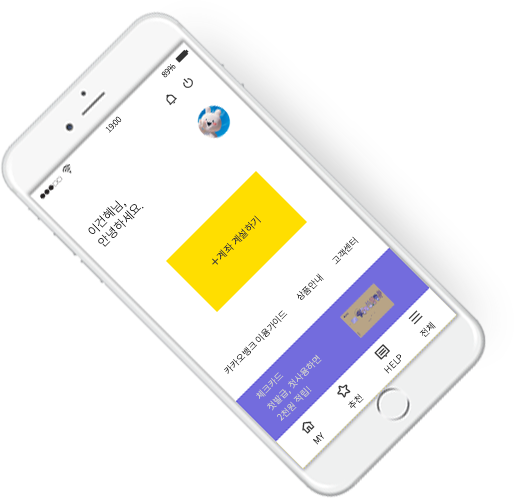 19:00
89%
이건혜님,
안녕하세요.
+계좌 계설하기
카카오뱅크 이용가이드
상품안내
고객센터
체크카드
첫발급, 첫사용하면
2천원 적립!
MY
추천
HELP
전체